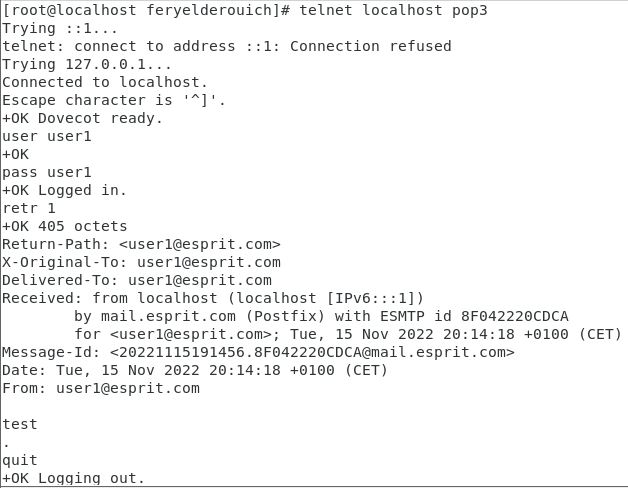 [root@localhost feryelderouich]# telnet localhost pop3
Trying ::1...
telnet: connect to address ::1: Connection refused
Trying 127.0.0.1...
Connected to localhost.
Escape character is '^]'.
+OK Dovecot ready.
user user1
+OK
pass user1
+OK Logged in.
retr 1
+OK 405 octets
Return-Path: <user1@esprit.com>
X-Original-To: user1@esprit.com
Delivered-To: user1@esprit.com
Received: from localhost (localhost [IPv6:::1])
        by mail.esprit.com (Postfix) with ESMTP id 8F042220CDCA
        for <user1@esprit.com>; Tue, 15 Nov 2022 20:14:18 +0100 (CET)
Message-Id: <20221115191456.8F042220CDCA@mail.esprit.com>
Date: Tue, 15 Nov 2022 20:14:18 +0100 (CET)
From: user1@esprit.com

test
.
quit
+OK Logging out.